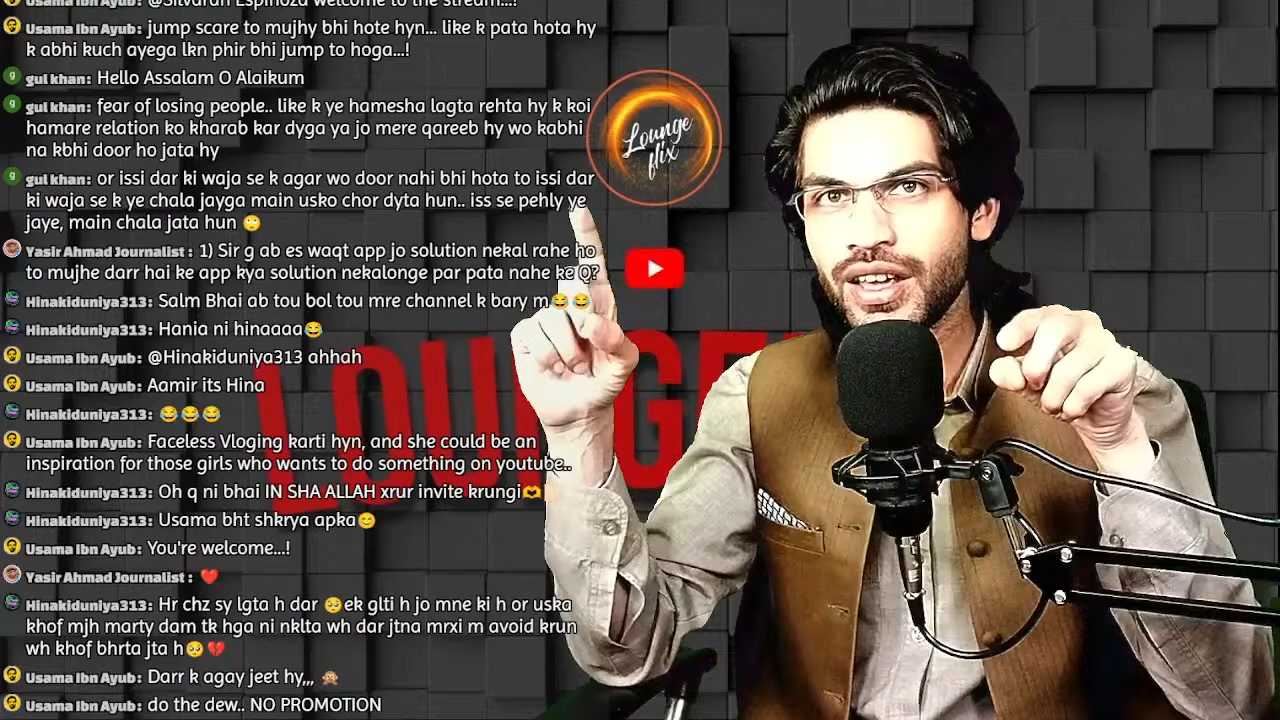 Usama Ibn Ayub: @Silvaran Espinoza welcome to the stream...!
Usama Ibn Ayub: jump scare to mujhy bhi hote hyn... like k pata hota hy
k abhi kuch ayega lkn phir bhi jump to hoga...!
g gul khan: Hello Assalam O Alaikum
g gul khan: fear of losing people.. like k ye hamesha lagta rehta hy k koi
hamare relation ko kharab kar dyga ya jo mere qareeb hy wo kabhi
na kbhi door ho jata hy
g gul khan: or issi dar ki waja se k agar wo door nahi bhi hota to issi dar
ki waja se k ye chala jayga main usko chor dyta hun.. iss se pehly ye
jaye, main chala jata hun 🙄
Yasir Ahmad Journalist : 1) Sir g ab es waqt app jo solution nekal rahe ho
to mujhe darr hai ke app kya solution nekalonge par pata nahe ke Q?
Hinakiduniya313: Salm Bhai ab tou bol tou mre channel k bary m😂😂
Hinakiduniya313: Hania ni hinaaaa😂
Usama Ibn Ayub: @Hinakiduniya313 ahhah
Usama Ibn Ayub: Aamir its Hina
Hinakiduniya313: 😂😂😂
Usama Ibn Ayub: Faceless Vloging karti hyn, and she could be an
inspiration for those girls who wants to do something on youtube..
Hinakiduniya313: Oh q ni bhai IN SHA ALLAH xrur invite krungi🫶
Hinakiduniya313: Usama bht shkrya apka😊
Usama Ibn Ayub: You're welcome...!
Yasir Ahmad Journalist : ❤️
Hinakiduniya313: Hr chz sy lgta h dar 🥺ek glti h jo mne ki h or uska
khof mjh marty dam tk hga ni nklta wh dar jtna mrxi m avoid krun
wh khof bhrta jta h🥺💔
Usama Ibn Ayub: Darr k agay jeet hy,,, 🙊
Usama Ibn Ayub: do the dew.. NO PROMOTION
Lounge
flix